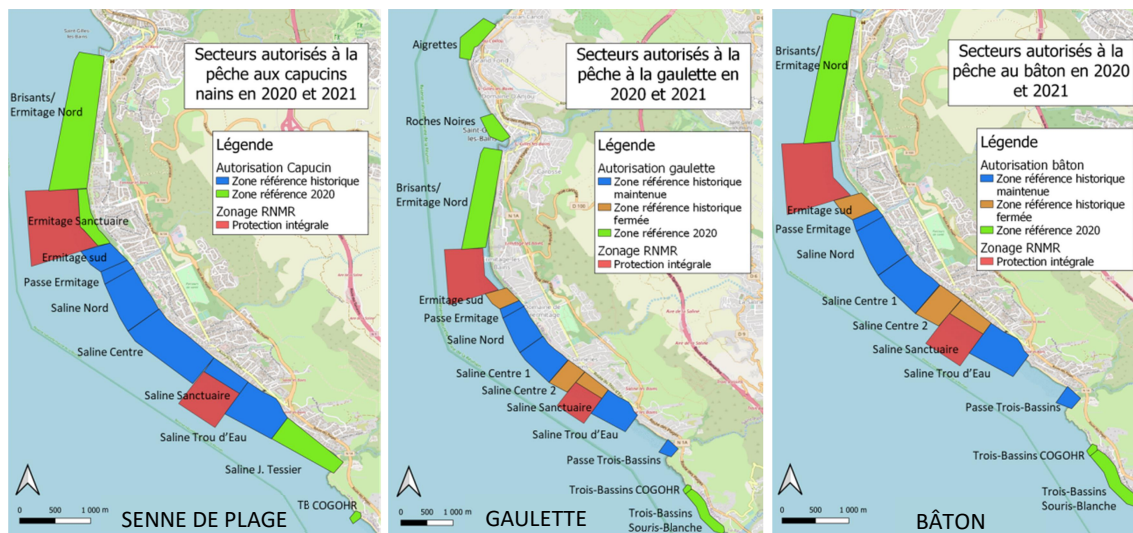 Secteurs autorisés à la
pêche aux capucins
nains en 2020 et 2021
Légende
Autorisation Capucin
Zone référence historique
Zone référence 2020
Zonage RNMR
Protection intégrale
Brisants/
Ermitage Nord
Ermitage Sanctuaire
Ermitage sud
Passe Ermitage
Saline Nord
Saline Centre
Saline Sanctuaire
Saline Trou d'Eau
Saline J. Tessier
TB COGOHR
0 500 1 000 m
SENNE DE PLAGE
Secteurs autorisés à la
pêche à la gaulette en
2020 et 2021
Légende
Autorisation gaulette
Zone référence historique
maintenue
Zone référence historique
fermée
Zone référence 2020
Zonage RNMR
Protection intégrale
Aigrettes
Roches Noires
Brisants/
Ermitage Nord
Ermitage sud
Passe Ermitage
Saline Nord
Saline Centre 1
Saline Centre 2
Saline Sanctuaire
Saline Trou d'Eau
Passe Trois-Bassins
Trois-Bassins COGOHR
Trois-Bassins
Souris-Blanche
0 500 1 000 m
GAULETTE
Secteurs autorisés à la
pêche au bâton en 2020
et 2021
Légende
Autorisation bâton
Zone référence historique
maintenue
Zone référence historique
fermée
Zone référence 2020
Zonage RNMR
Protection intégrale
Brisants/
Ermitage Nord
Ermitage sud
Passe Ermitage
Saline Nord
Saline Centre 1
Saline Centre 2
Saline Sanctuaire
Saline Trou d'Eau
Passe Trois-Bassins
Trois-Bassins COGOHR
Trois-Bassins
Souris-Blanche
0 500 1 000 m
BÂTON